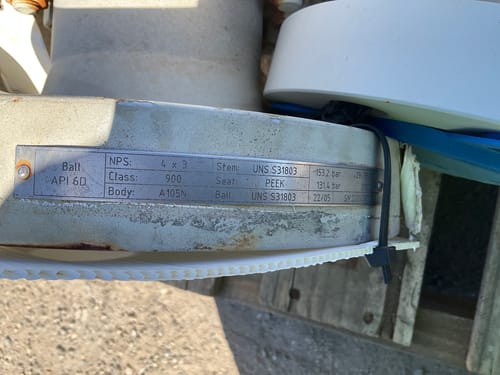 Ball
API 6D
NPS: 4 x 3 Stem: UNS S31803 153.2 bar
Class: 900 Seat: PEEK 131.4 bar
Body: A105N Ball: UNS S31803 22/05